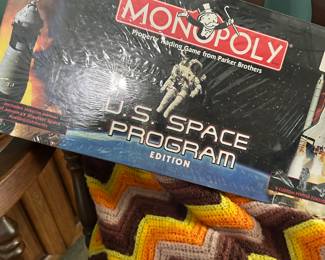 MONOPOLY
Property Trading Game from Parker Brothers
U.S. SPACE
PROGRAM
EDITION